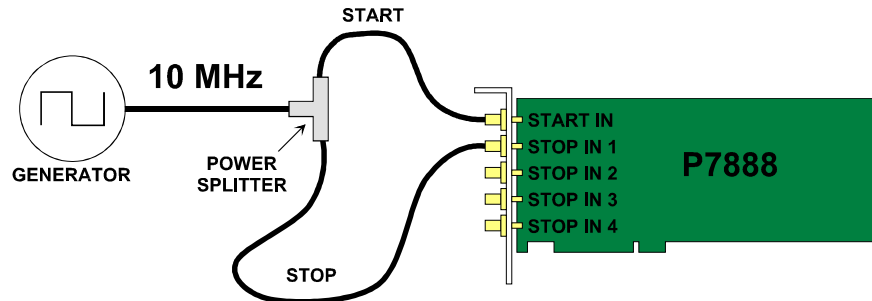 START
10 MHz
GENERATOR
POWER
SPLITTER
STOP
START IN
STOP IN 1
STOP IN 2
STOP IN 3
STOP IN 4
P7888